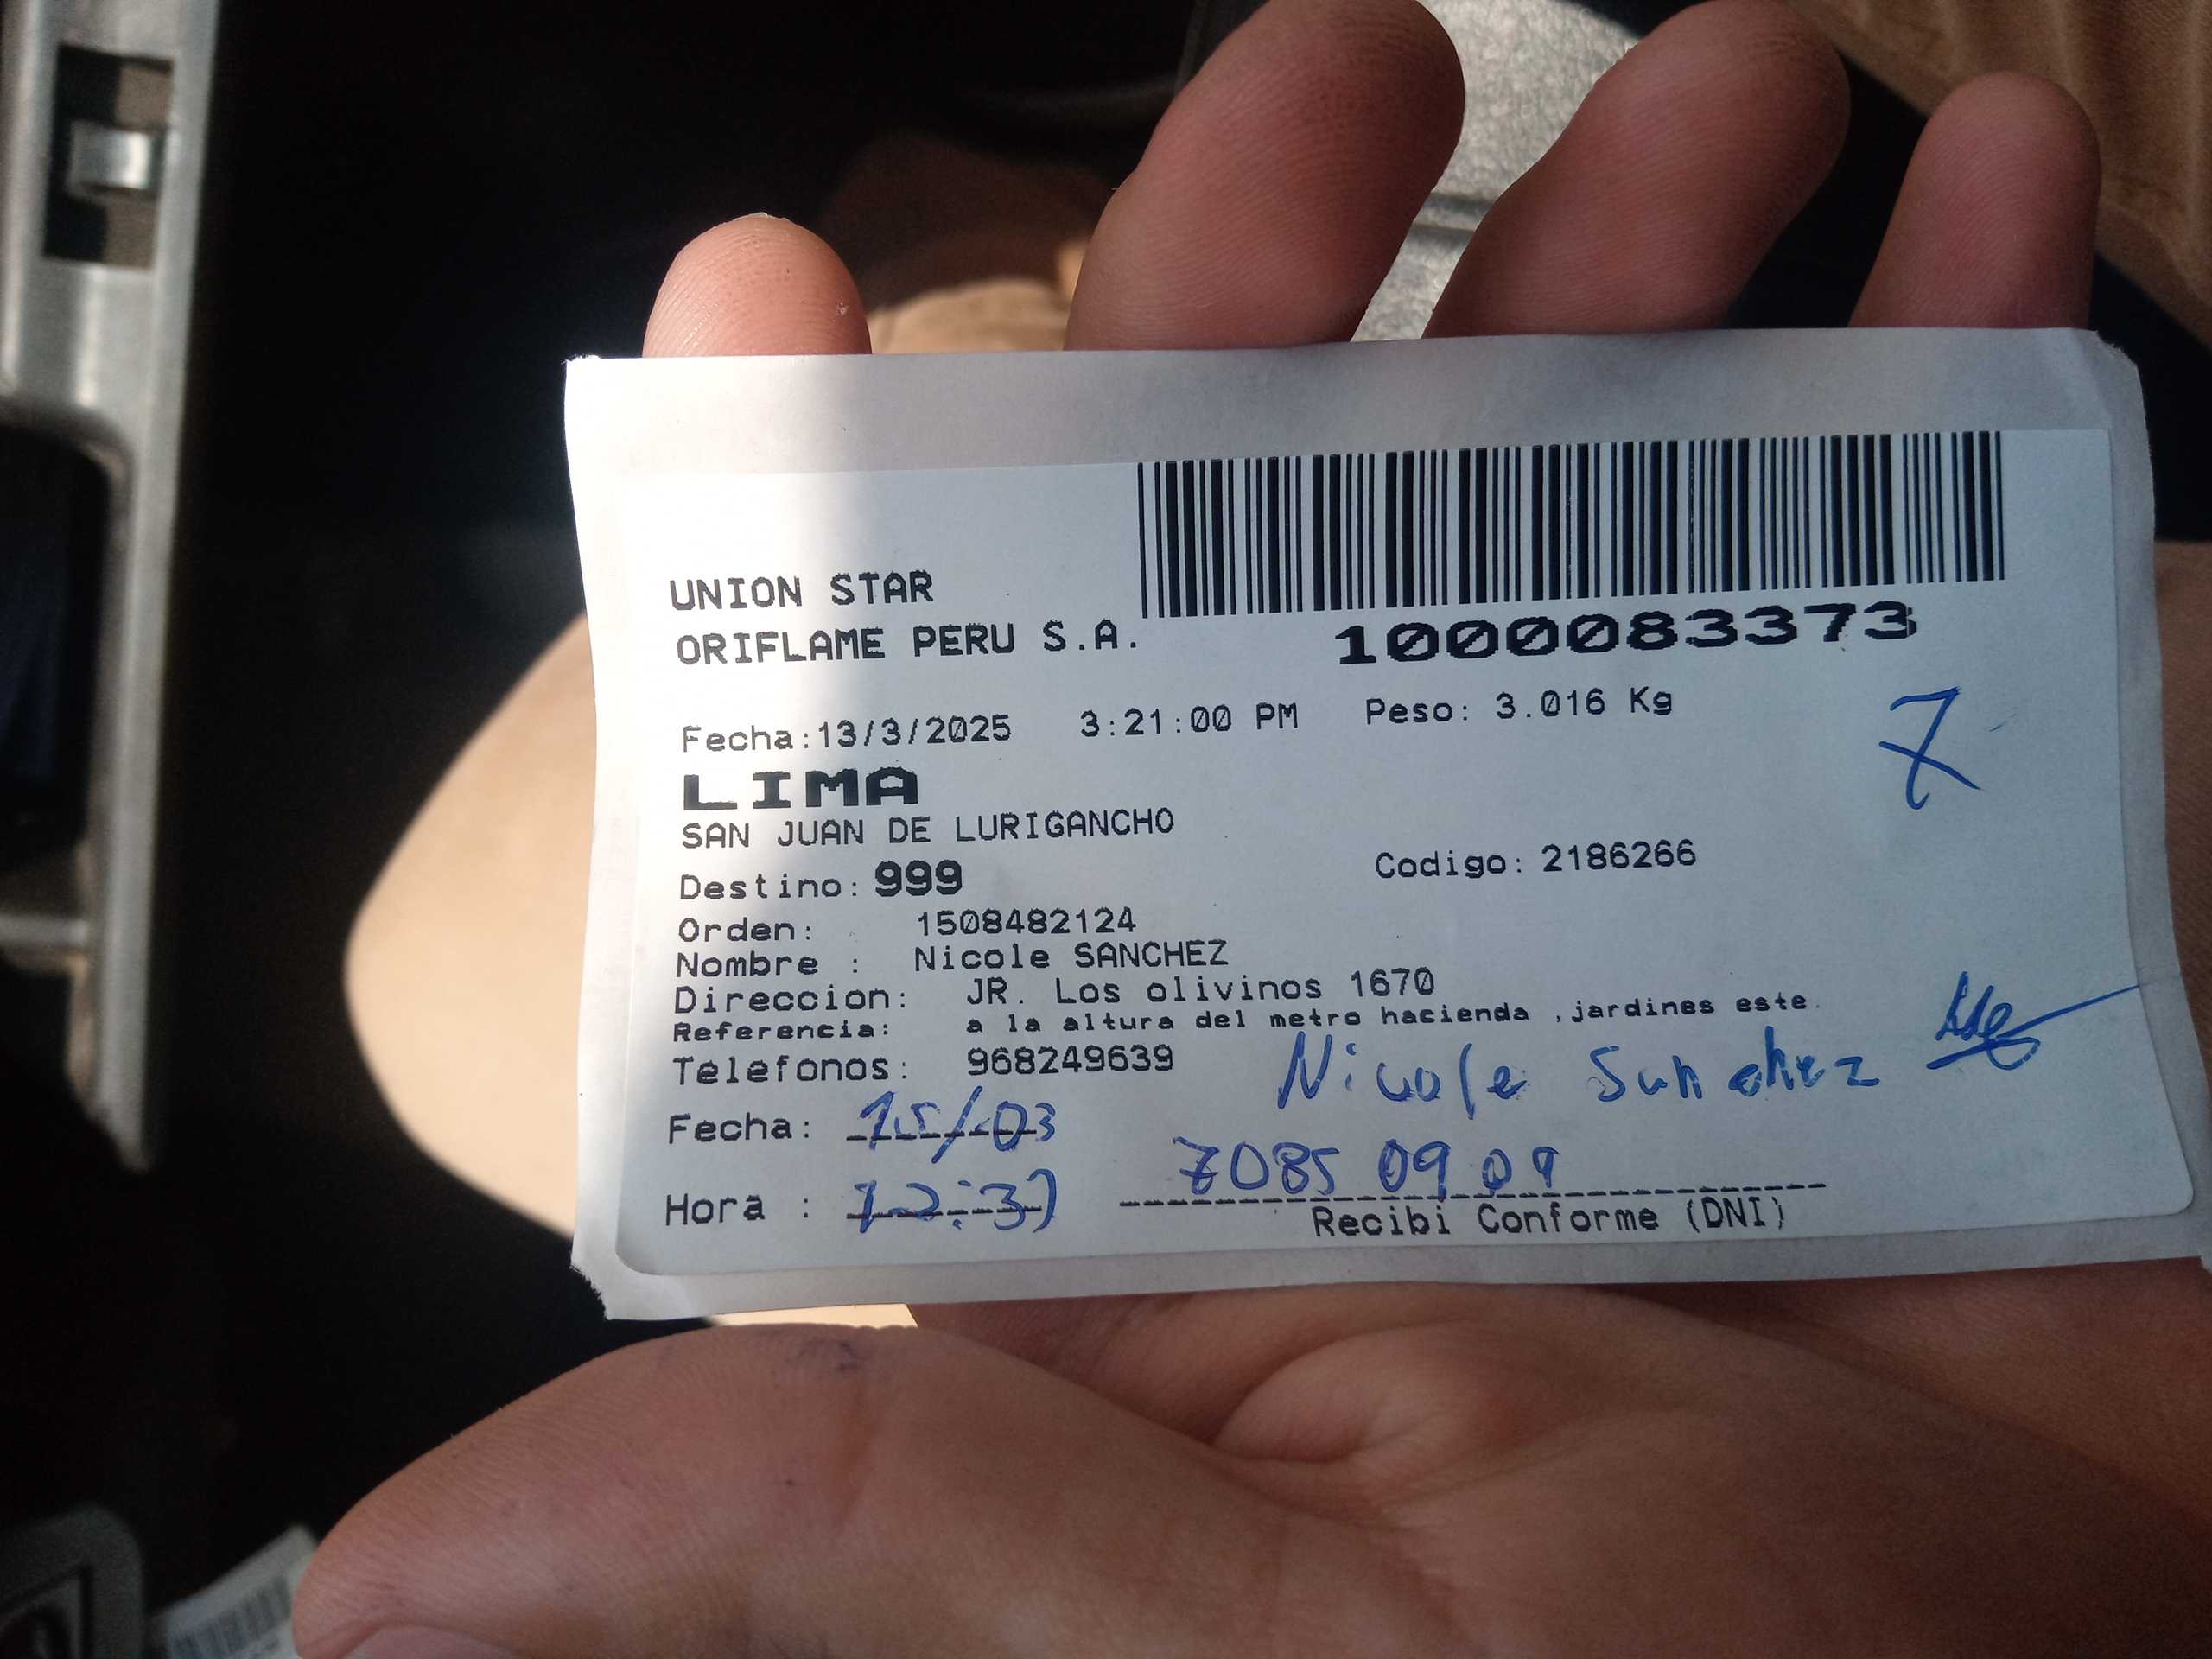 UNION STAR
ORIFLAME PERU S.A.
1000083373
Fecha:13/3/2025 3:21:00 PM Peso: 3.016 Kg
7
LIMA
SAN JUAN DE LURIGANCHO
Destino: 999 Codigo: 2186266
Orden: 1508482124
Nombre : Nicole SANCHEZ
Direccion: JR. Los olivinos 1670
Referencia: a la altura del metro hacienda ,jardines este.
Telefonos: 968249639
Nicole Sanchez
Fecha: 15/03
70850909
Hora : 12:37
Recibi Conforme (DNI)